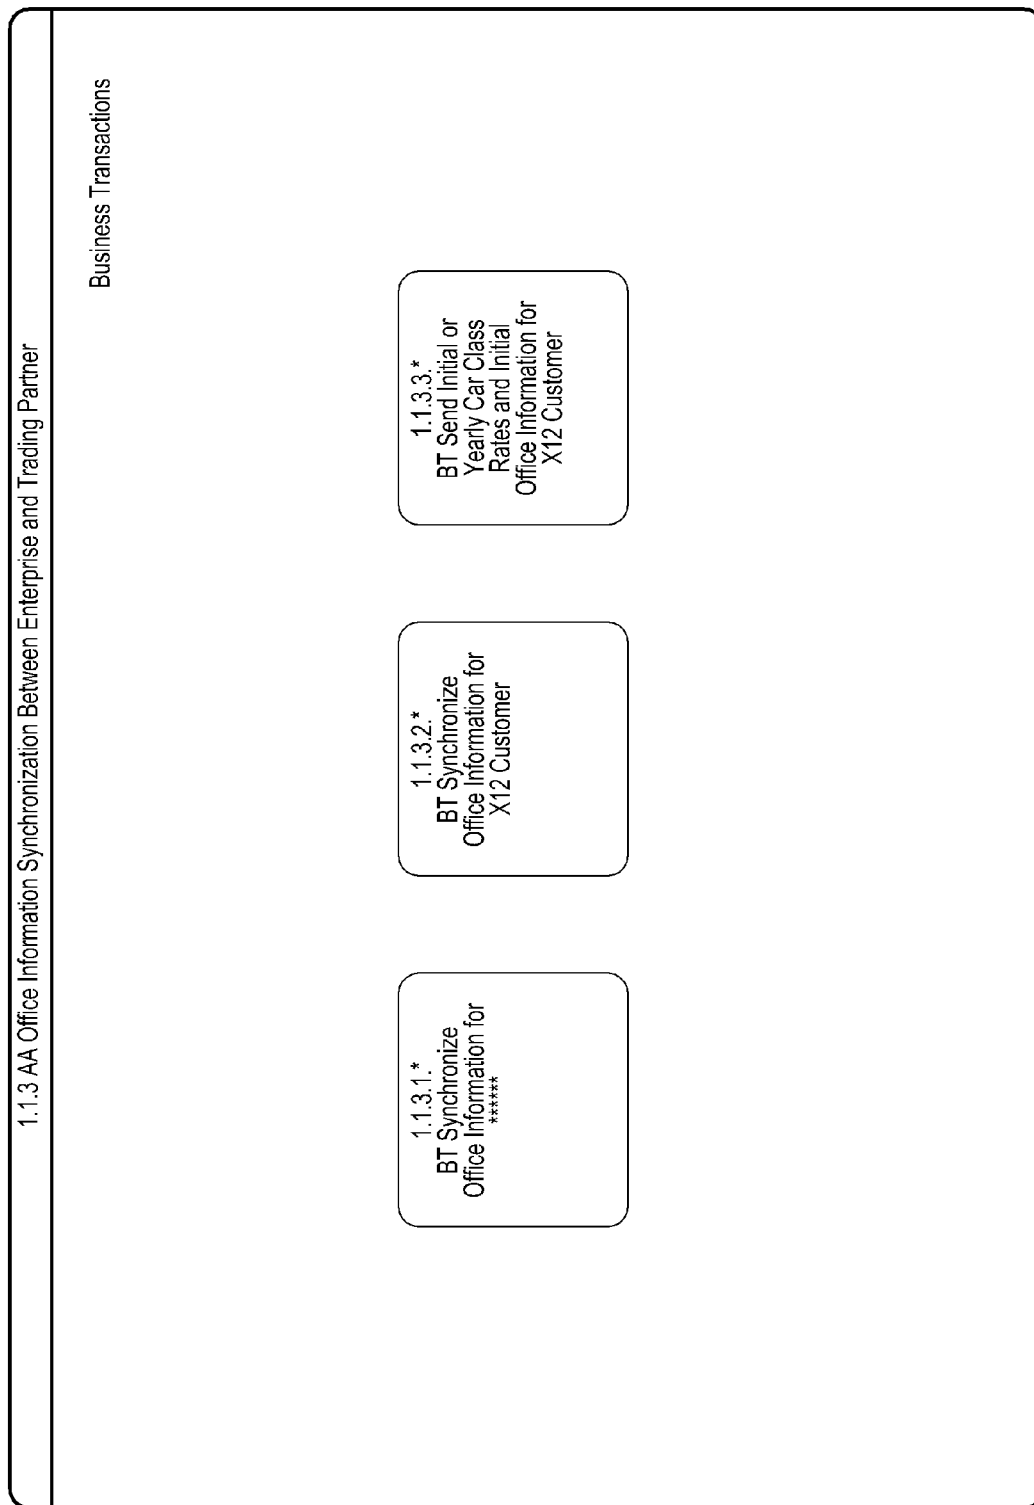 1.1.3 AA Office Information Synchronization Between Enterprise and Trading Partner
Business Transactions
1.1.3.1.*
BT Synchronize
Office Information for
******
1.1.3.2.*
BT Synchronize
Office Information for
X12 Customer
1.1.3.3.*
BT Send Initial or
Yearly Car Class
Rates and Initial
Office Information for
X12 Customer